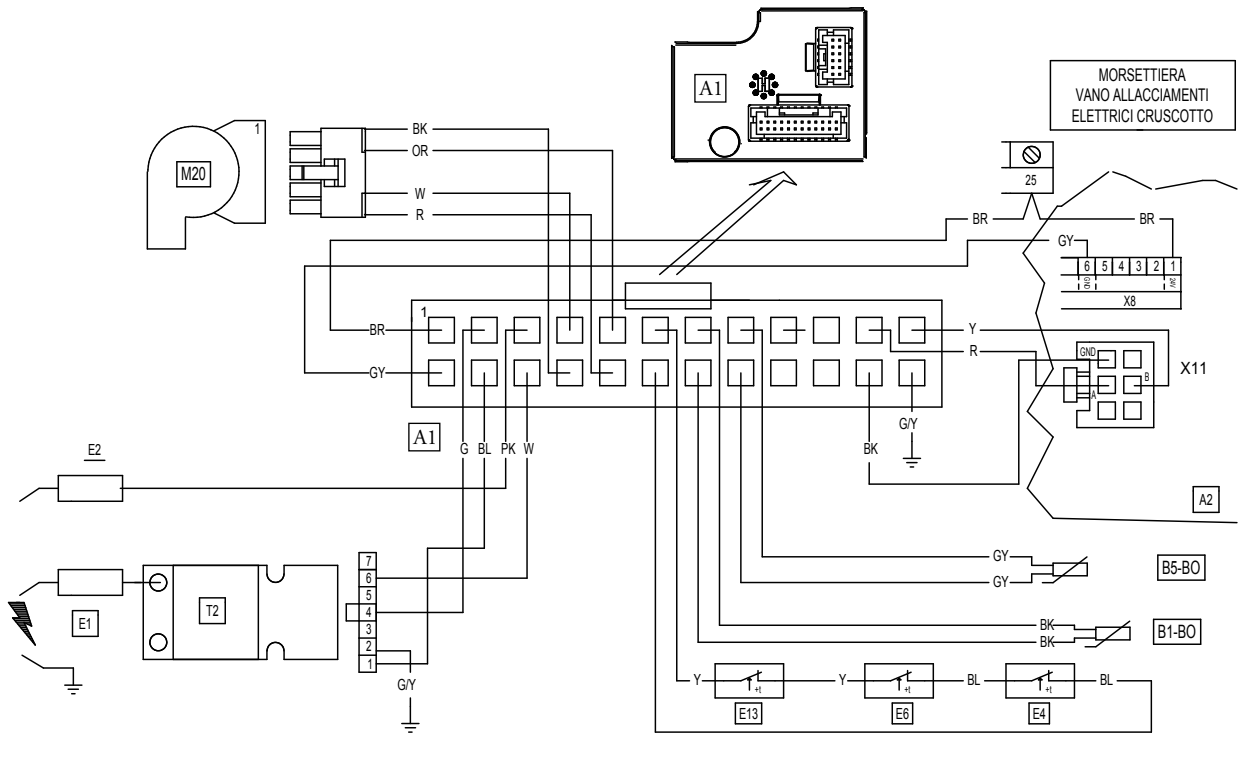 A1
MORSETTIERA
VANO ALLACCIAMENTI
ELETTRICI CRUSCOTTO
1
M20
BK
OR
W
R
25
BR
BR
GY
6 5 4 3 2 1
GND
24V
X8
1
BR
GY
Y
R
GND
B
A
X11
A1
G BL PK W
BK
G/Y
E2
A2
7
6
5
4
3
2
1
T2
E1
G/Y
GY
GY
B5-BO
BK
BK
B1-BO
Y
+t
Y
+t
BL
+t
BL
E13
E6
E4